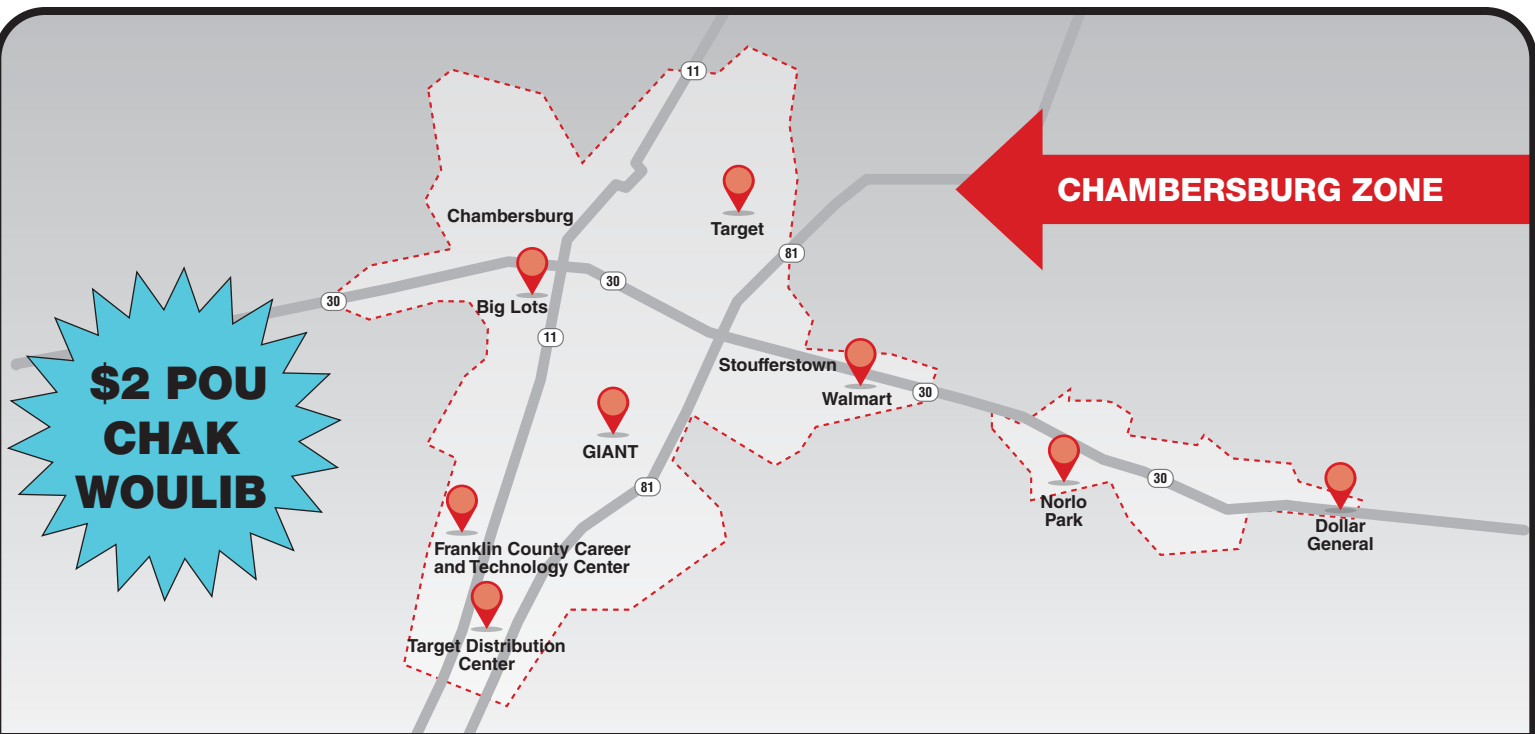 11
CHAMBERSBURG ZONE
Chambersburg
Target
81
30
30
Big Lots
11
Stoufferstown
Walmart
30
$2 POU
CHAK
WOULIB
GIANT
81
30
Norlo
Park
Dollar
General
Franklin County Career
and Technology Center
Target Distribution
Center